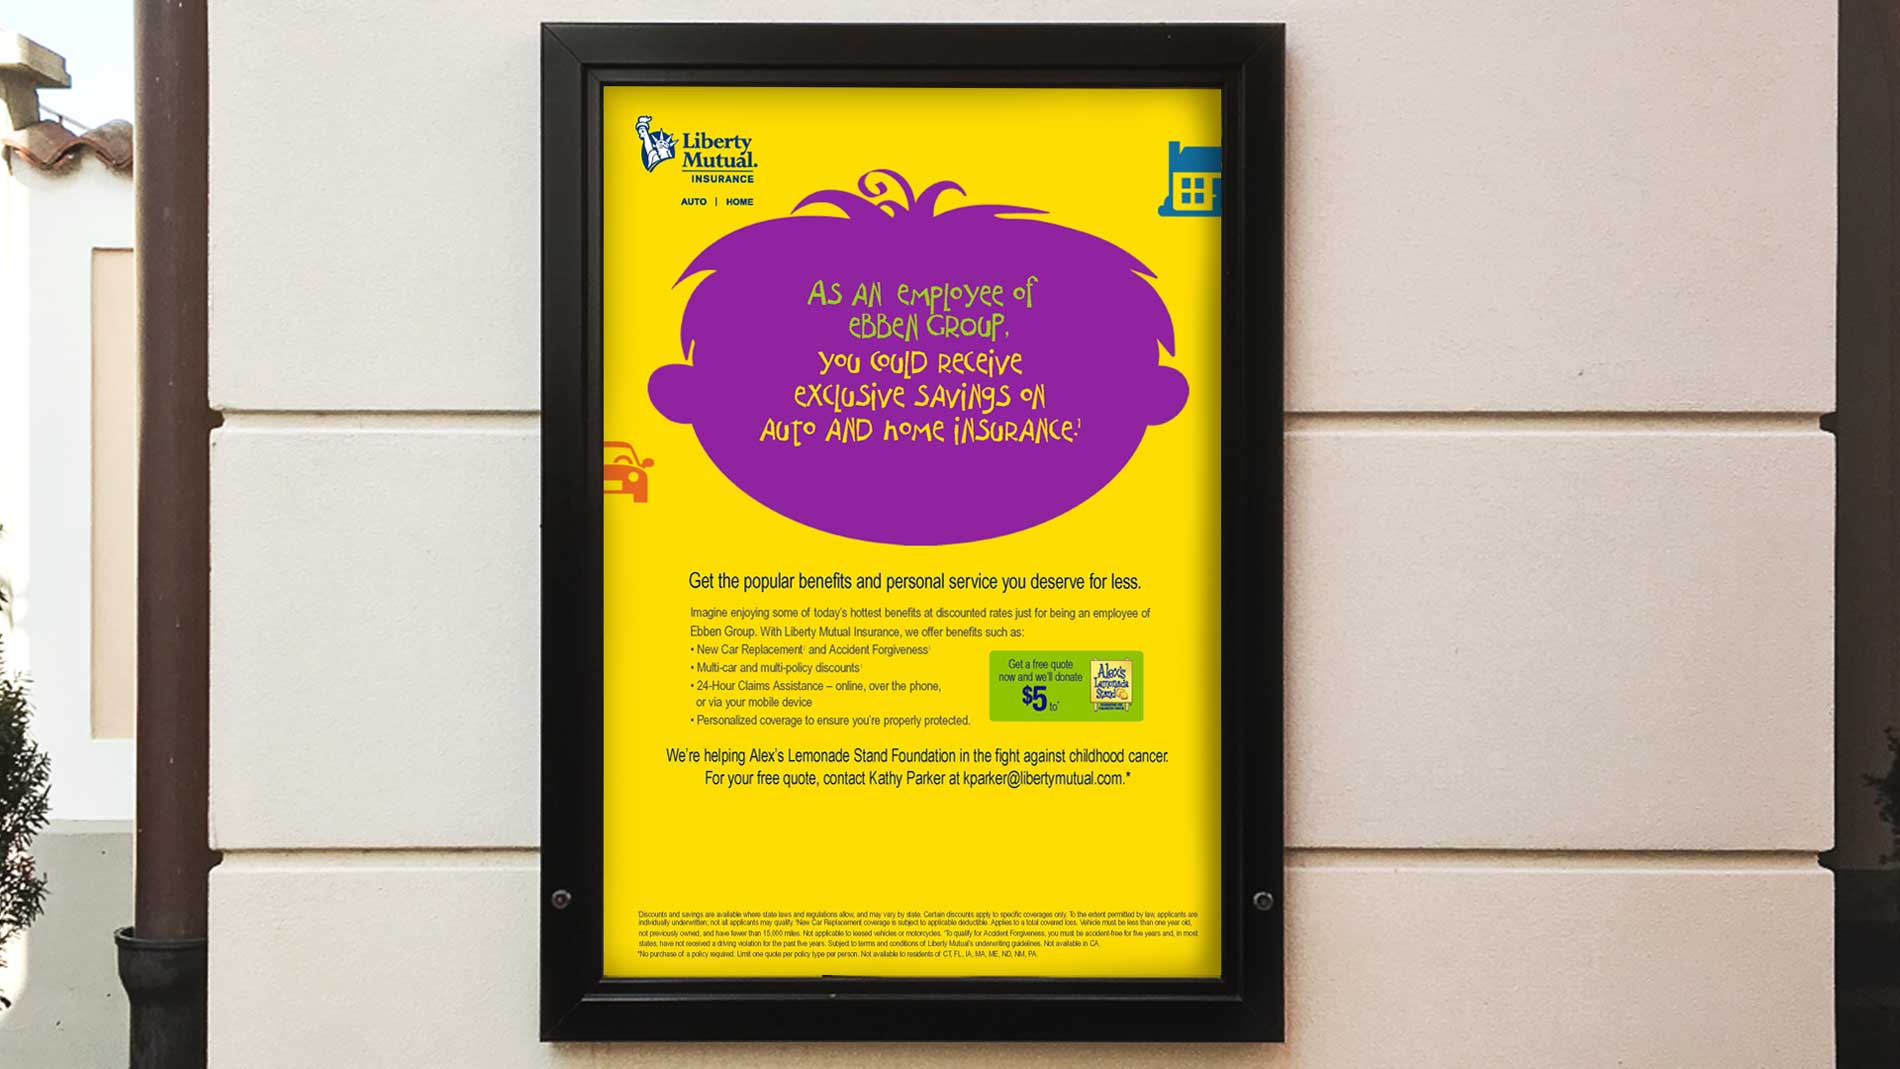 Liberty
Mutual.
INSURANCE
AUTO | HOME
As an employee of
Ebben Group,
you could receive
exclusive savings on
auto and home insurance.¹
Get the popular benefits and personal service you deserve for less.
Imagine enjoying some of today's hottest benefits at discounted rates just for being an employee of
Ebben Group. With Liberty Mutual Insurance, we offer benefits such as:
• New Car Replacement and Accident Forgiveness
• Multi-car and multi-policy discounts
• 24-Hour Claims Assistance – online, over the phone,
or via your mobile device
• Personalized coverage to ensure you're properly protected.
Get a free quote
now and we'll donate
$5 to*
Alex's
Lemonade
Stand
We're helping Alex's Lemonade Stand Foundation in the fight against childhood cancer.
For your free quote, contact Kathy Parker at kparker@libertymutual.com.*
¹Discounts and savings are available where state laws and regulations allow, and may vary by state. Certain discounts apply to specific coverages only. To the extent permitted by law, applicants are
individually underwritten; not all applicants may qualify. ²New Car Replacement coverage is subject to applicable deductible. Applies to a total covered loss. Vehicle must be less than one year old,
not previously owned, and have fewer than 15,000 miles. Not applicable to leased vehicles or motorcycles. ³To qualify for Accident Forgiveness, you must be accident-free for five years and, in most
states, have not received a driving violation for the past five years. Subject to terms and conditions of Liberty Mutual's underwriting guidelines. Not available in CA.
*No purchase of a policy required. Limit one quote per policy type per person. Not available to residents of CT, FL, IA, MA, ME, ND, NM, PA.